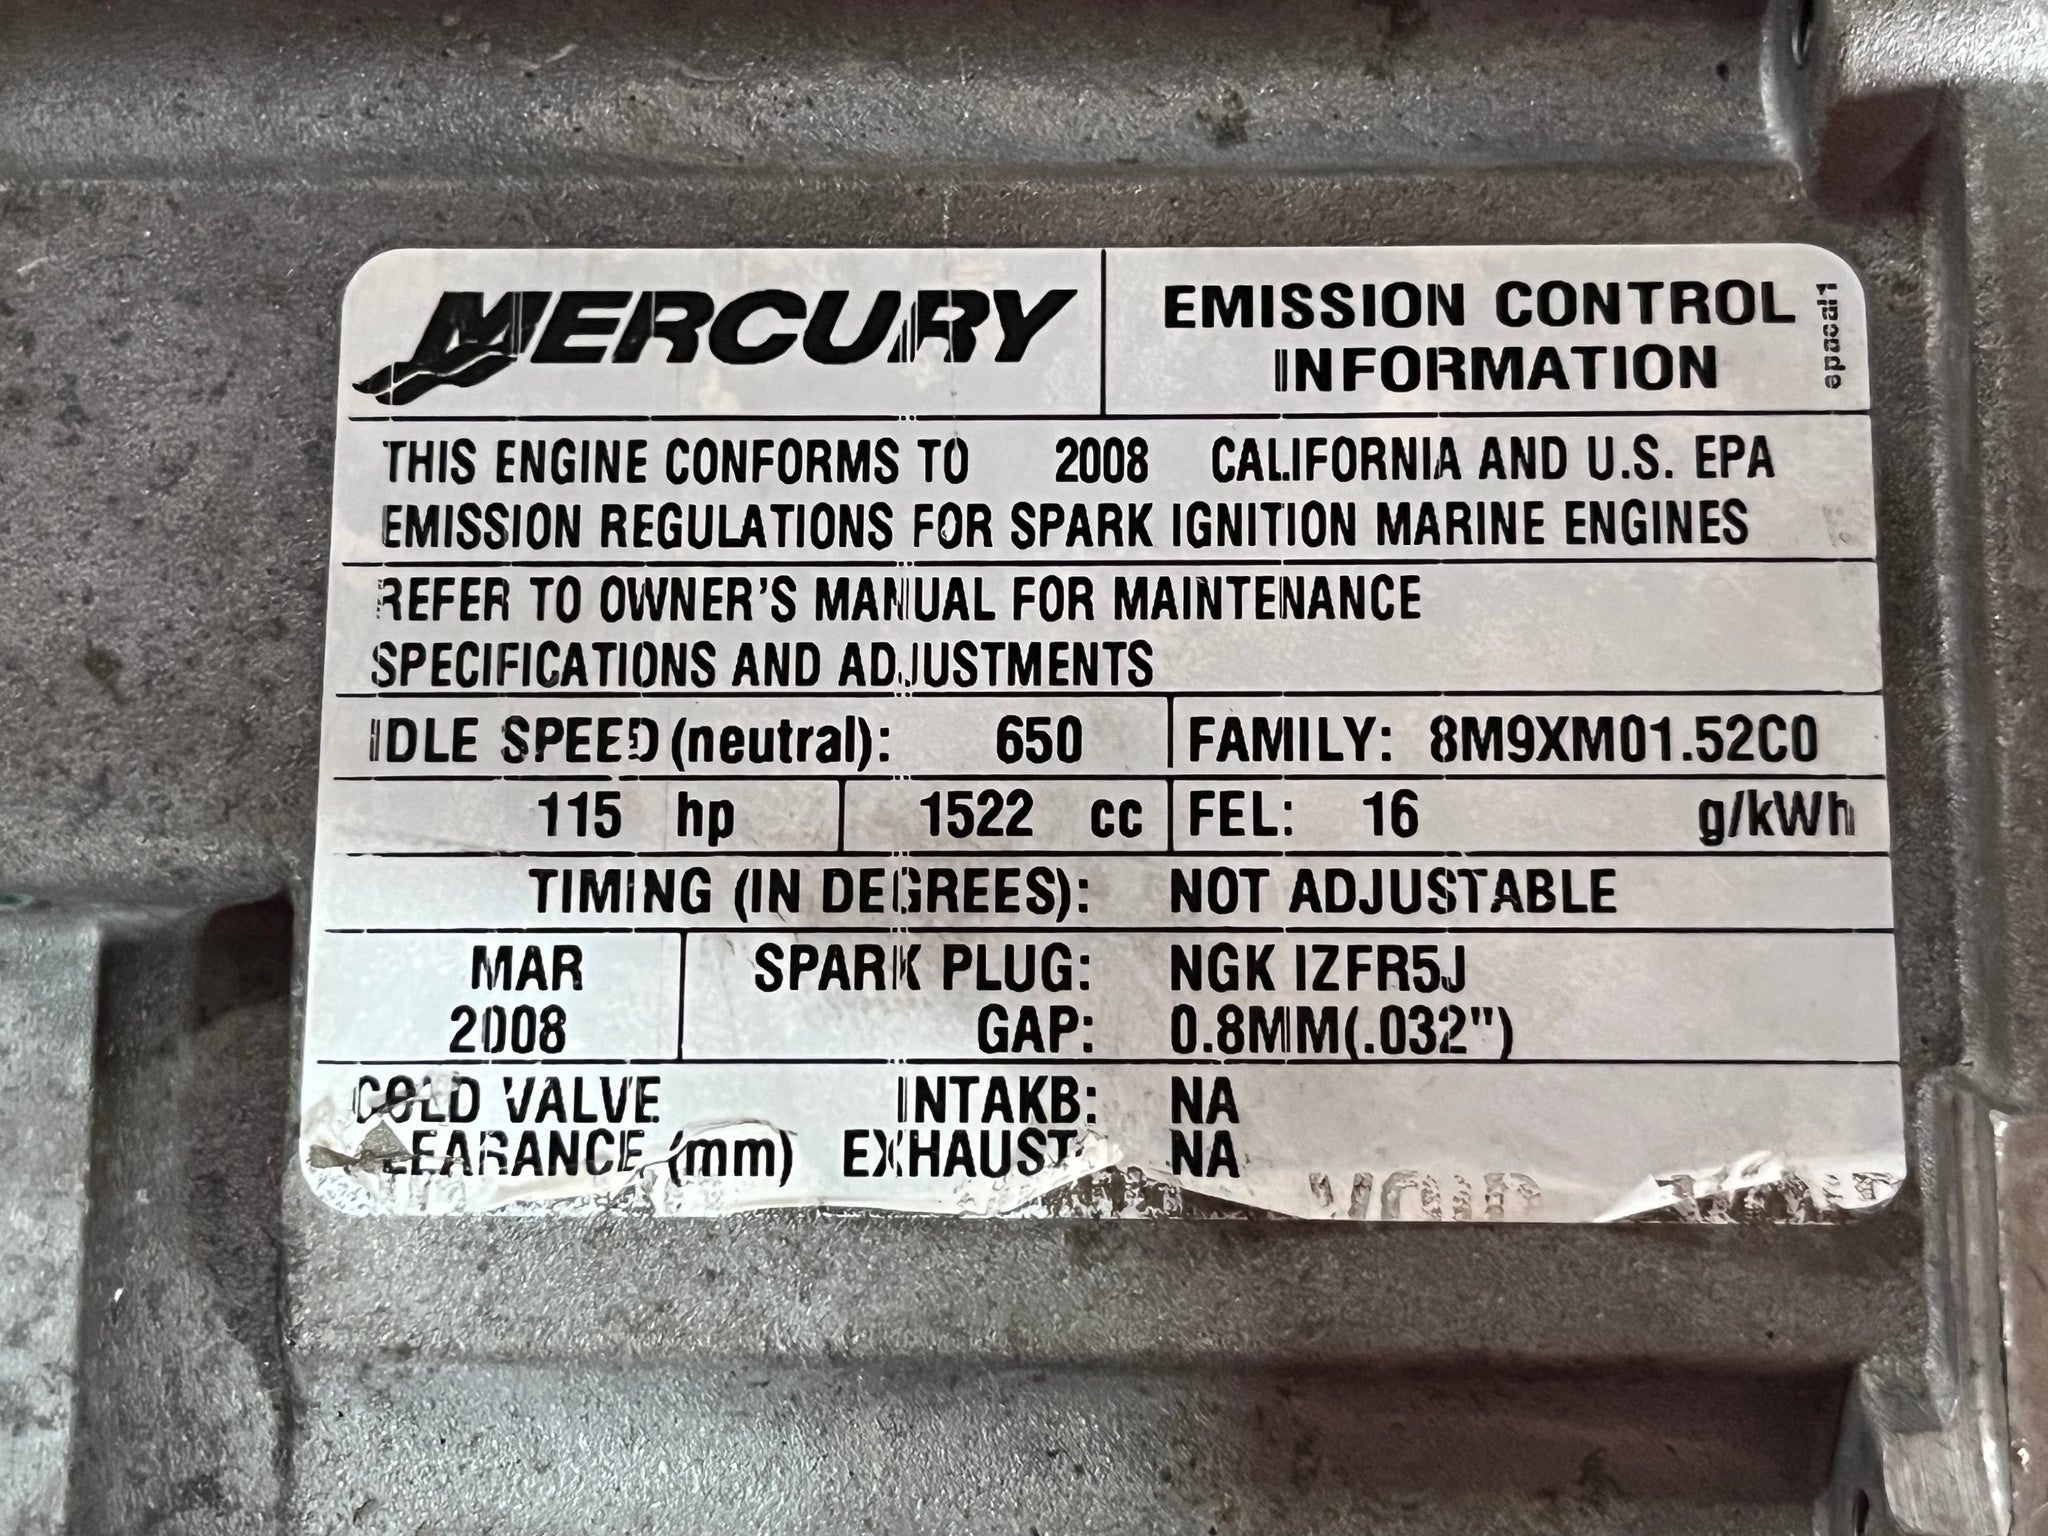 MERCURY
EMISSION CONTROL
INFORMATION
epacal1
THIS ENGINE CONFORMS TO 2008 CALIFORNIA AND U.S. EPA
EMISSION REGULATIONS FOR SPARK IGNITION MARINE ENGINES
REFER TO OWNER'S MANUAL FOR MAINTENANCE
SPECIFICATIONS AND ADJUSTMENTS
IDLE SPEED (neutral): 650 FAMILY: 8M9XM01.52C0
115 hp 1522 cc FEL: 16 g/kWh
TIMING (IN DEGREES): NOT ADJUSTABLE
MAR
2008
SPARK PLUG: NGK IZFR5J
GAP: 0.8MM(.032")
COLD VALVE INTAKB: NA
LEARANCE (mm) EXHAUST: NA